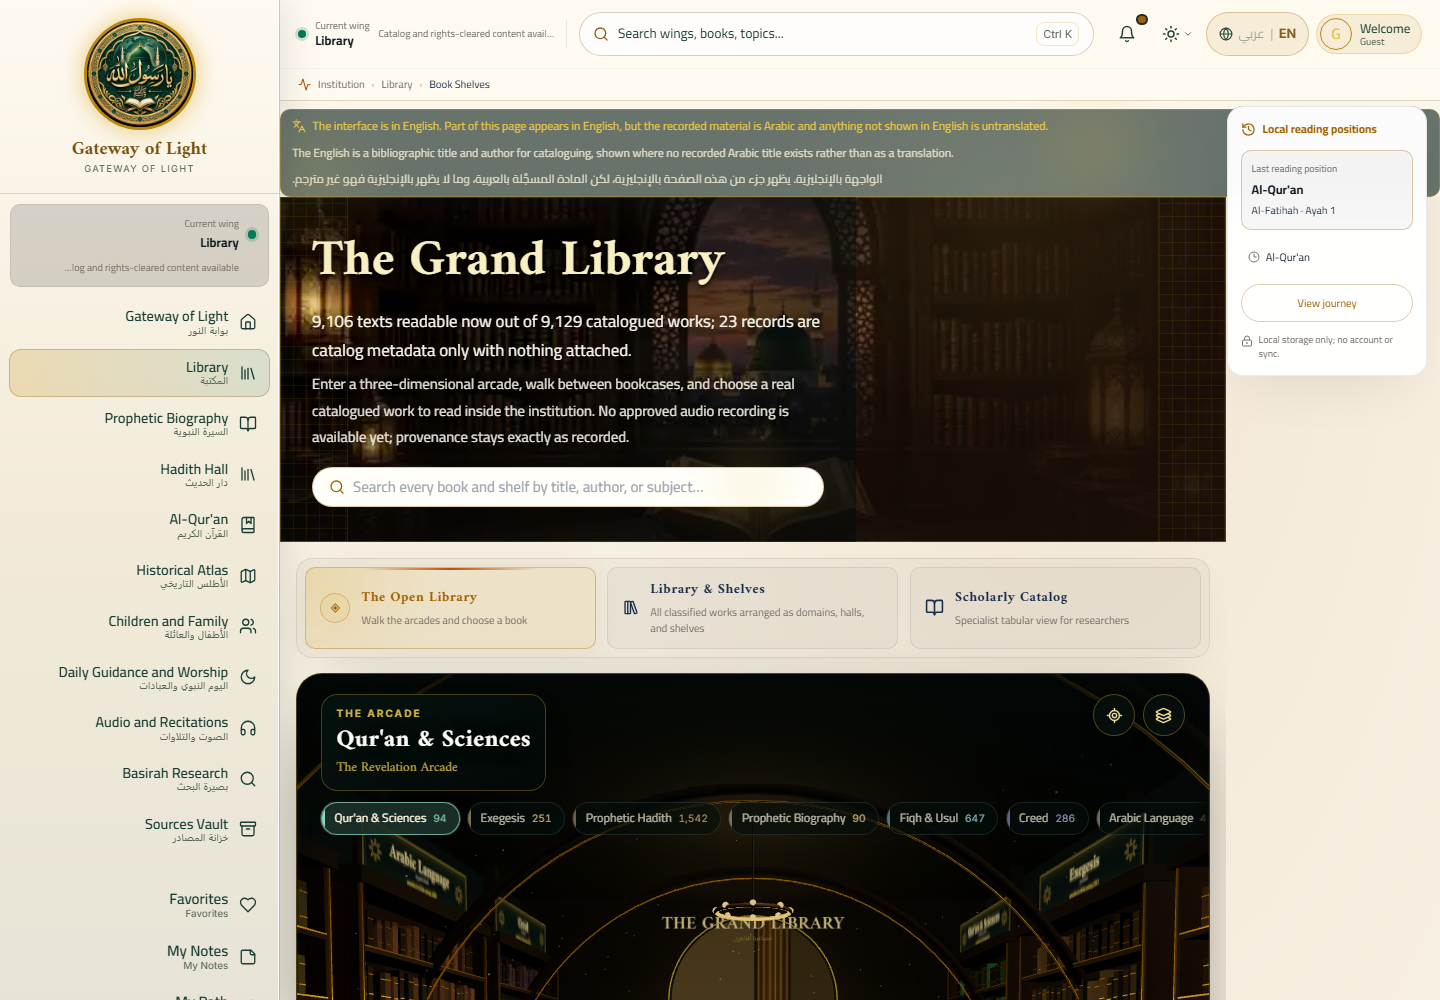 يا رسول الله
Gateway of Light
GATEWAY OF LIGHT
Current wing
Library
...log and rights-cleared content available
Gateway of Light
بوابة النور
Library
المكتبة
Prophetic Biography
السيرة النبوية
Hadith Hall
دار الحديث
Al-Qur'an
القرآن الكريم
Historical Atlas
الأطلس التاريخي
Children and Family
الأطفال والعائلة
Daily Guidance and Worship
اليوم النبوي والعبادات
Audio and Recitations
الصوت والتلاوات
Basirah Research
بصيرة البحث
Sources Vault
خزانة المصادر
Favorites
Favorites
My Notes
My Notes
Current wing
Library
Catalog and rights-cleared content avail...
Search wings, books, topics...
Ctrl K
عربي | EN
G
Welcome
Guest
Institution
Library
Book Shelves
The interface is in English. Part of this page appears in English, but the recorded material is Arabic and anything not shown in English is untranslated.
The English is a bibliographic title and author for cataloguing, shown where no recorded Arabic title exists rather than as a translation.
الواجهة بالإنجليزية. يظهر جزء من هذه الصفحة بالإنجليزية، لكن المادة المسجّلة بالعربية، وما لا يظهر بالإنجليزية فهو غير مترجم.
The Grand Library
9,106 texts readable now out of 9,129 catalogued works; 23 records are
catalog metadata only with nothing attached.
Enter a three-dimensional arcade, walk between bookcases, and choose a real
catalogued work to read inside the institution. No approved audio recording is
available yet; provenance stays exactly as recorded.
Search every book and shelf by title, author, or subject...
The Open Library
Walk the arcades and choose a book
Library & Shelves
All classified works arranged as domains, halls,
and shelves
Scholarly Catalog
Specialist tabular view for researchers
THE ARCADE
Qur'an & Sciences
The Revelation Arcade
Qur'an & Sciences 94
Exegesis 251
Prophetic Hadith 1,542
Prophetic Biography 90
Fiqh & Usul 647
Creed 286
Arabic Language 4
Arabic Language
Exegesis
THE GRAND LIBRARY
Local reading positions
Last reading position
Al-Qur'an
Al-Fatihah · Ayah 1
Al-Qur'an
View journey
Local storage only; no account or
sync.